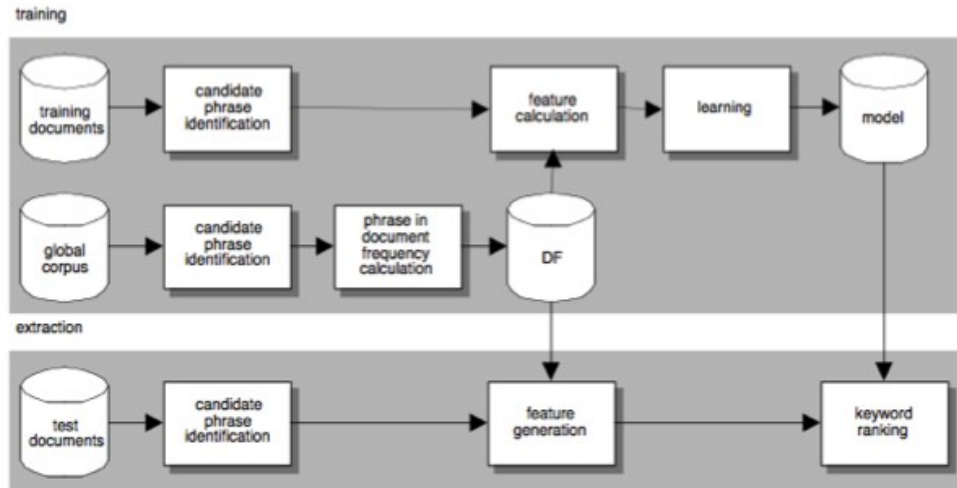 training
training
documents
candidate
phrase
identification
feature
calculation
learning
model
global
corpus
candidate
phrase
identification
phrase in
document
frequency
calculation
DF
extraction
test
documents
candidate
phrase
identification
feature
generation
keyword
ranking